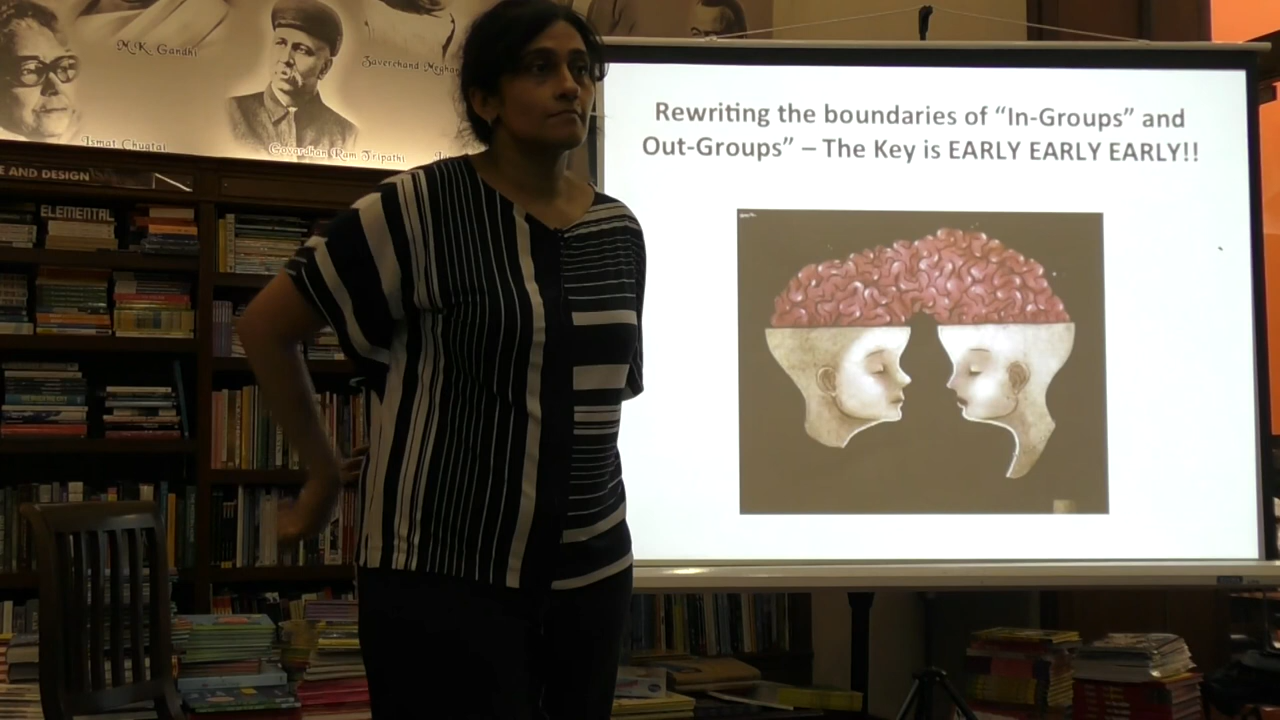 M.K. Gandhi
Zaverchand Megha
Ismat Chugtai
Govardhan Ram Tripathi
E AND DESIGN
ELEMENTAL
Rewriting the boundaries of “In-Groups” and
Out-Groups” – The Key is EARLY EARLY EARLY!!